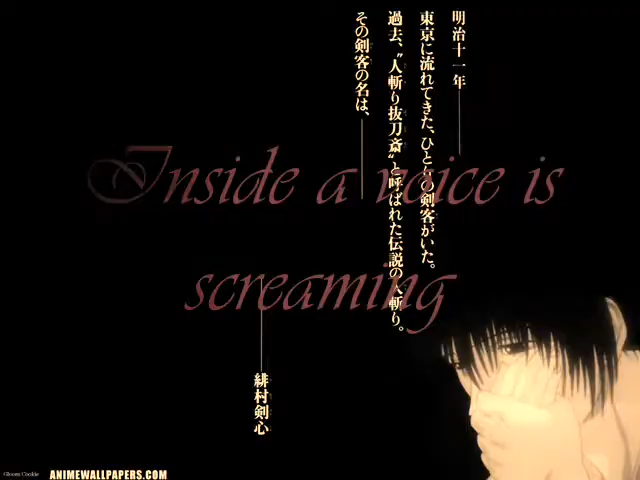 明治十一年――
東京に流れてきた、ひとりの剣客がいた。
過去、〝人斬り抜刀斎〟と呼ばれた伝説の人斬り。
その剣客の名は、――
――緋村剣心
Inside a voice is
screaming
Gloom Cookie
ANIMEWALLPAPERS.COM